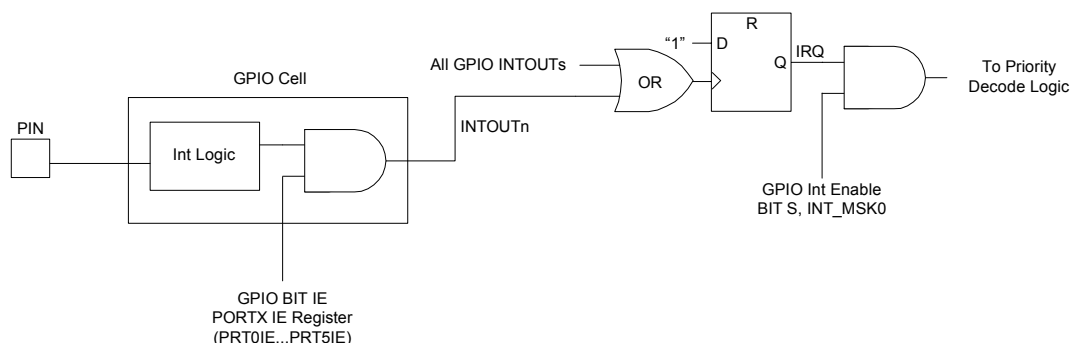 R
"1"
D
IRQ
All GPIO INTOUTs
Q
To Priority
Decode Logic
OR
GPIO Cell
INTOUTn
PIN
Int Logic
GPIO Int Enable
BIT S, INT_MSK0
GPIO BIT IE
PORTX IE Register
(PRT0IE...PRT5IE)